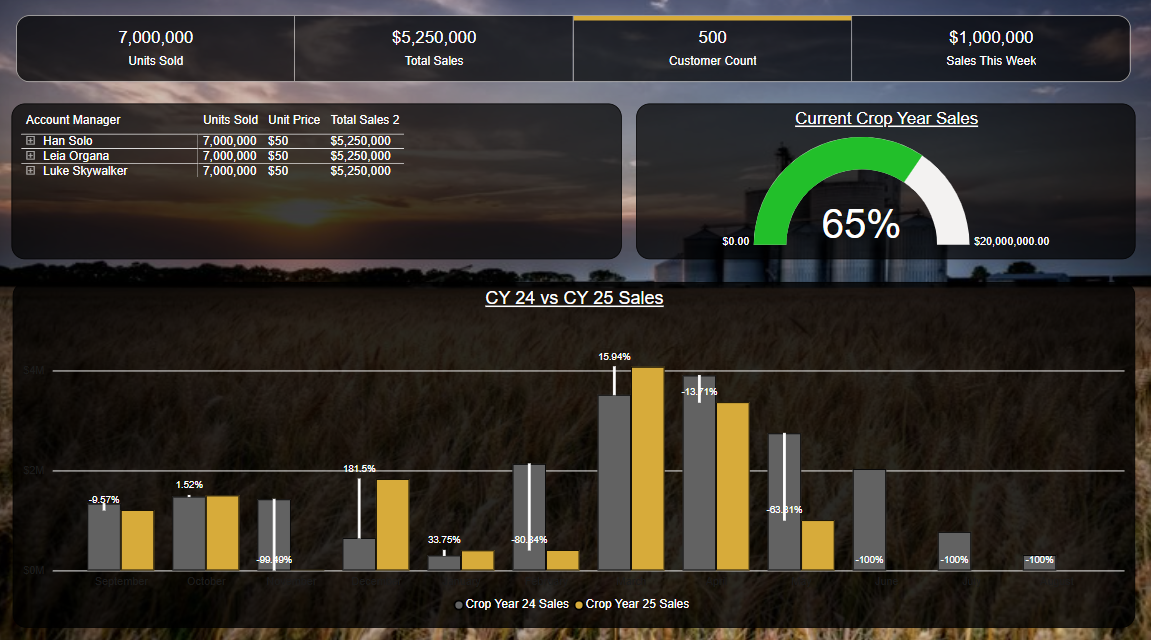 7,000,000 $5,250,000 500 $1,000,000
Units Sold Total Sales Customer Count Sales This Week
Account Manager Units Sold Unit Price Total Sales 2
Han Solo 7,000,000 $50 $5,250,000
Leia Organa 7,000,000 $50 $5,250,000
Luke Skywalker 7,000,000 $50 $5,250,000
Current Crop Year Sales
65%
$0.00 $20,000,000.00
CY 24 vs CY 25 Sales
15.94%
$4M
-13.71%
181.5%
$2M
1.52%
-9.57%
-63.31%
33.75% -80.84%
-99.49% -100% -100% -100%
$0M
September October
Crop Year 24 Sales Crop Year 25 Sales